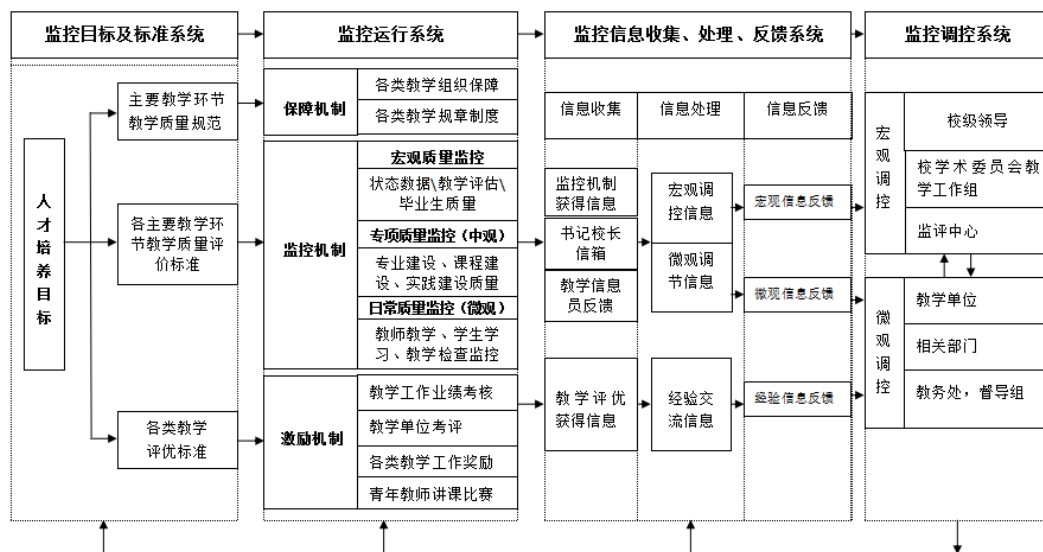 监控目标及标准系统
监控运行系统
监控信息收集、处理、反馈系统
监控调控系统
人才培养目标
主要教学环节
教学质量规范
各主要教学环
节教学质量评
价标准
各类教学
评优标准
保障机制
各类教学组织保障
各类教学规章制度
监控机制
宏观质量监控
状态数据\教学评估\
毕业生质量
专项质量监控（中观）
专业建设、课程建
设、实践建设质量
日常质量监控（微观）
教师教学、学生学
习、教学检查监控
激励机制
教学工作业绩考核
教学单位考评
各类教学工作奖励
青年教师讲课比赛
信息收集
信息处理
信息反馈
监控机制
获得信息
书记校长
信箱
教学信息
员反馈
宏观调
控信息
微观调
节信息
宏观信息反馈
微观信息反馈
教学评优
获得信息
经验交
流信息
经验信息反馈
宏观调控
校级领导
校学术委员会教
学工作组
监评中心
微观调控
教学单位
相关部门
教务处，督导组